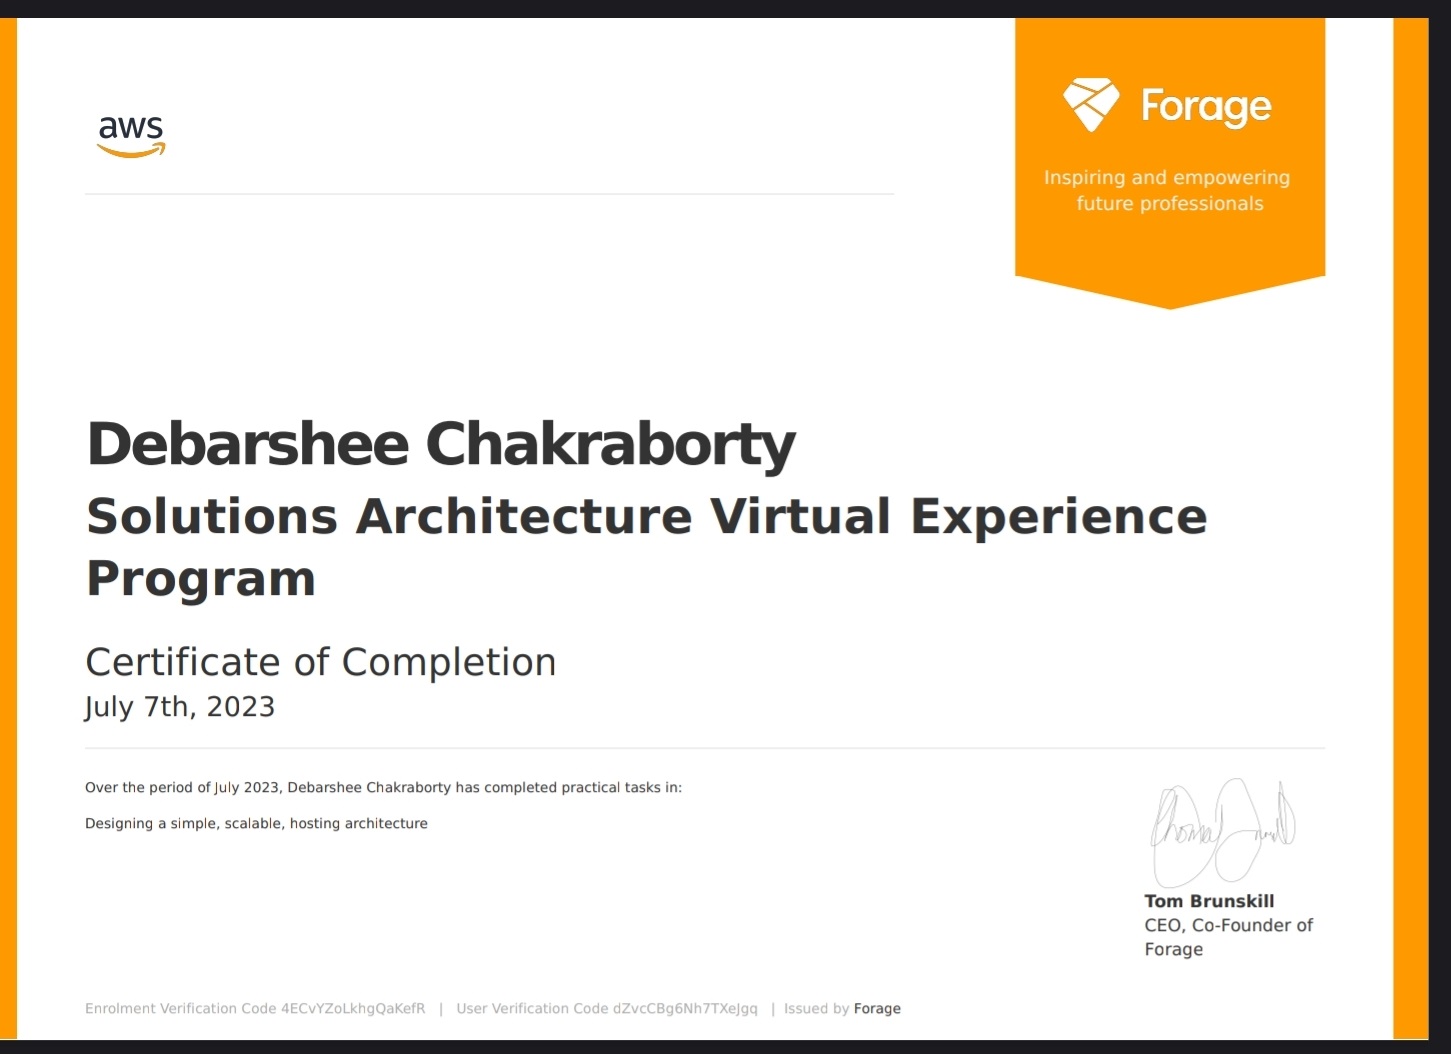 aws
Forage
Inspiring and empowering
future professionals
Debarshee Chakraborty
Solutions Architecture Virtual Experience
Program
Certificate of Completion
July 7th, 2023
Over the period of July 2023, Debarshee Chakraborty has completed practical tasks in:
Designing a simple, scalable, hosting architecture
Tom Brunskill
CEO, Co-Founder of
Forage
Enrolment Verification Code 4ECvYZoLkhgQaKefR | User Verification Code dZvcCBg6Nh7TXeJgq | Issued by Forage